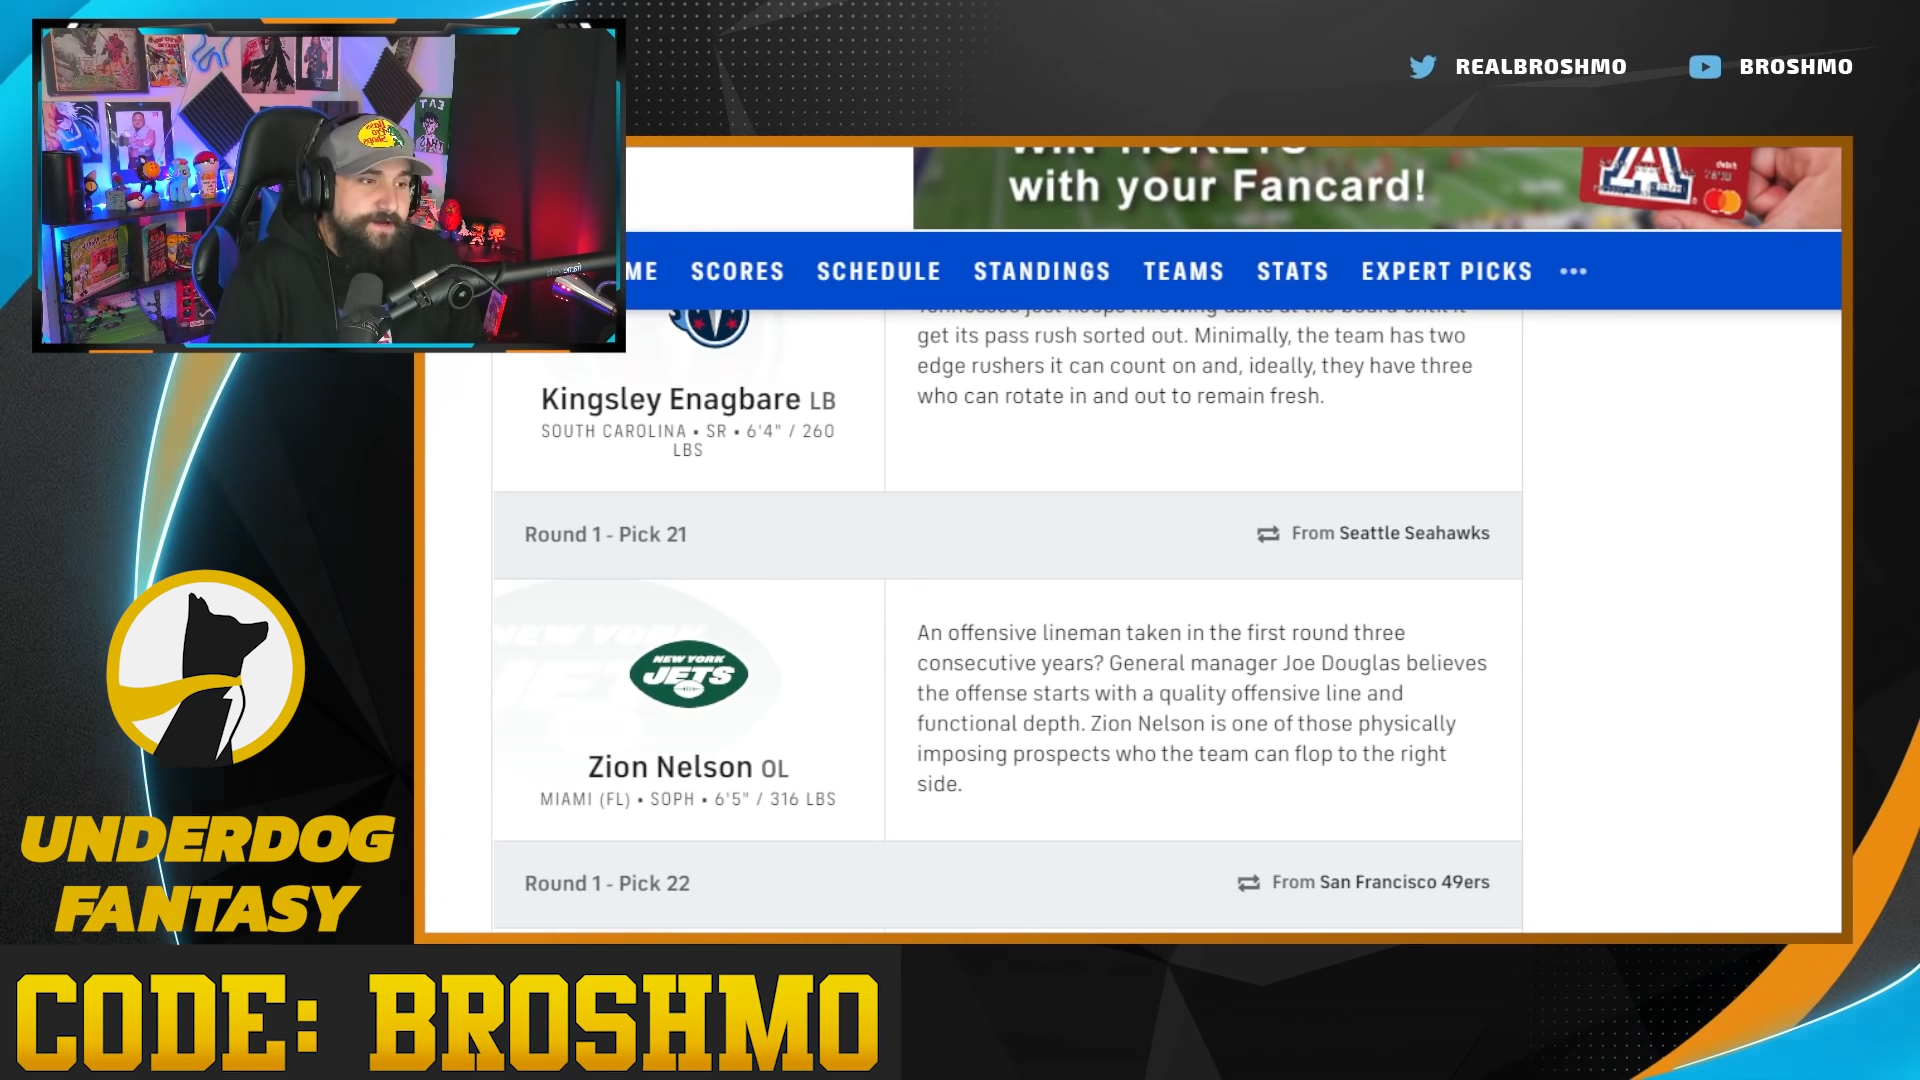 REALBROSHMO
BROSHMO
with your Fancard!
debit
ME SCORES SCHEDULE STANDINGS TEAMS STATS EXPERT PICKS •••
get its pass rush sorted out. Minimally, the team has two
edge rushers it can count on and, ideally, they have three
who can rotate in and out to remain fresh.
Kingsley Enagbare LB
SOUTH CAROLINA • SR • 6'4" / 260
LBS
Round 1 - Pick 21
From Seattle Seahawks
NEW YORK
JETS
Zion Nelson OL
MIAMI (FL) • SOPH • 6'5" / 316 LBS
An offensive lineman taken in the first round three
consecutive years? General manager Joe Douglas believes
the offense starts with a quality offensive line and
functional depth. Zion Nelson is one of those physically
imposing prospects who the team can flop to the right
side.
Round 1 - Pick 22
From San Francisco 49ers
UNDERDOG
FANTASY
CODE: BROSHMO